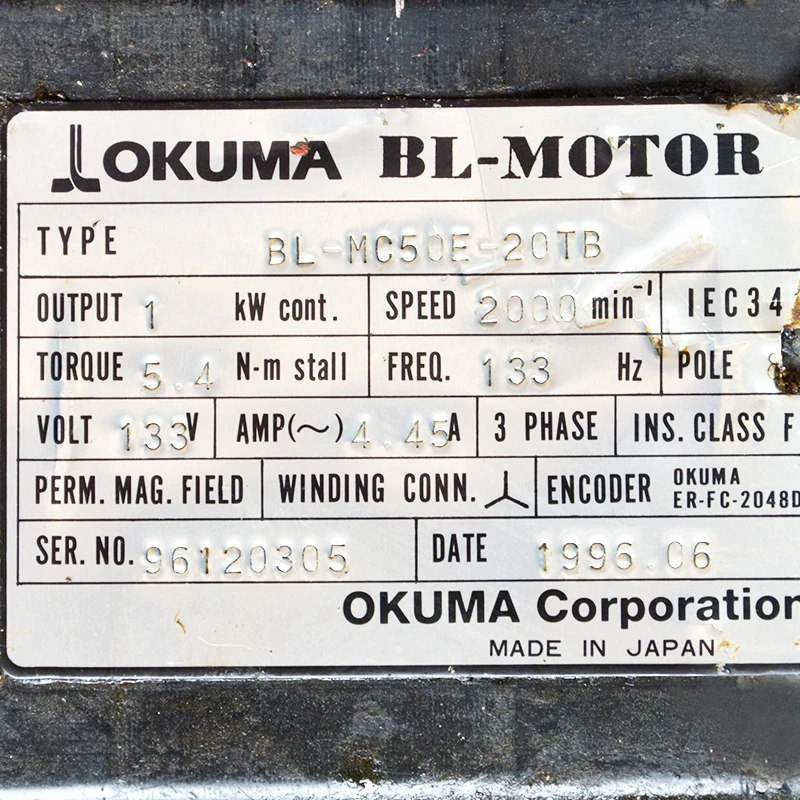 OKUMA BL-MOTOR
TYPE BL-MC50E-20TB
OUTPUT 1 kW cont. SPEED 2000 min⁻¹ IEC34
TORQUE 5.4 N-m stall FREQ. 133 Hz POLE
VOLT 133V AMP(～) 4.45A 3 PHASE INS. CLASS F
PERM. MAG. FIELD WINDING CONN. ENCODER OKUMA
ER-FC-2048D
SER. NO. 96120305 DATE 1996.06
OKUMA Corporation
MADE IN JAPAN